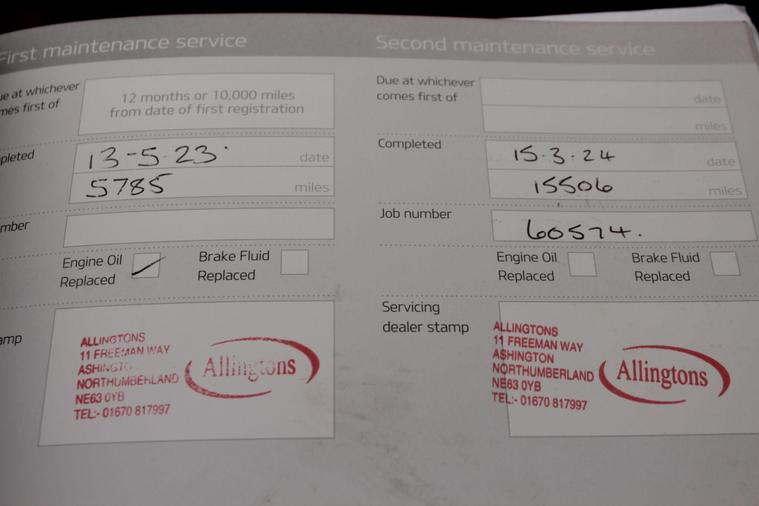 First maintenance service
ue at whichever
mes first of
12 months or 10,000 miles
from date of first registration
pleted
13-5-23
date
5785
miles
mber
Engine Oil
Replaced
Brake Fluid
Replaced
amp
ALLINGTONS
11 FREEMAN WAY
ASHINGTO
NORTHUMBERLAND
NE63 0YB
TEL:- 01670 817997
Allingtons
Second maintenance service
Due at whichever
comes first of
date
miles
Completed
15.3.24
date
15506
miles
Job number
60574.
Engine Oil
Replaced
Brake Fluid
Replaced
Servicing
dealer stamp
ALLINGTONS
11 FREEMAN WAY
ASHINGTON
NORTHUMBERLAND
NE63 0YB
TEL:- 01670 817997
Allingtons